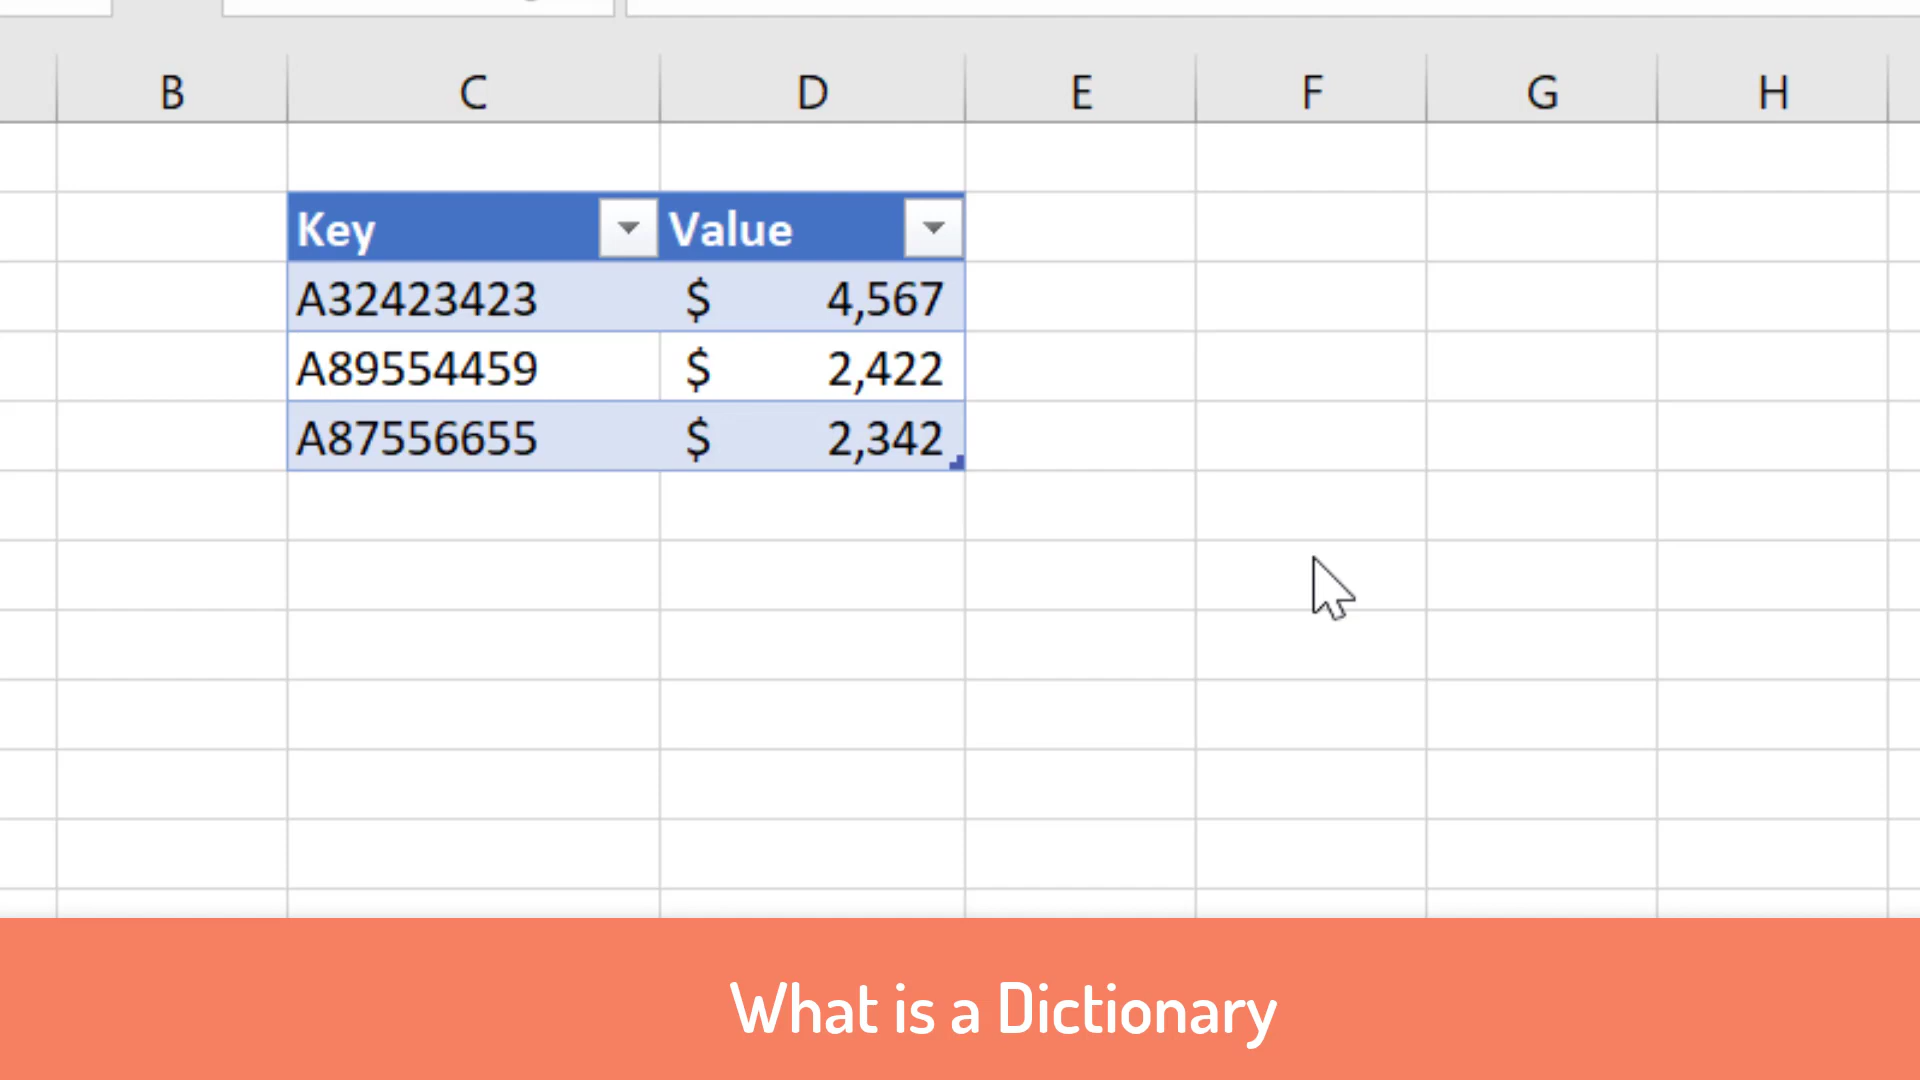 B C D E F G H
Key Value
A32423423 $ 4,567
A89554459 $ 2,422
A87556655 $ 2,342
What is a Dictionary